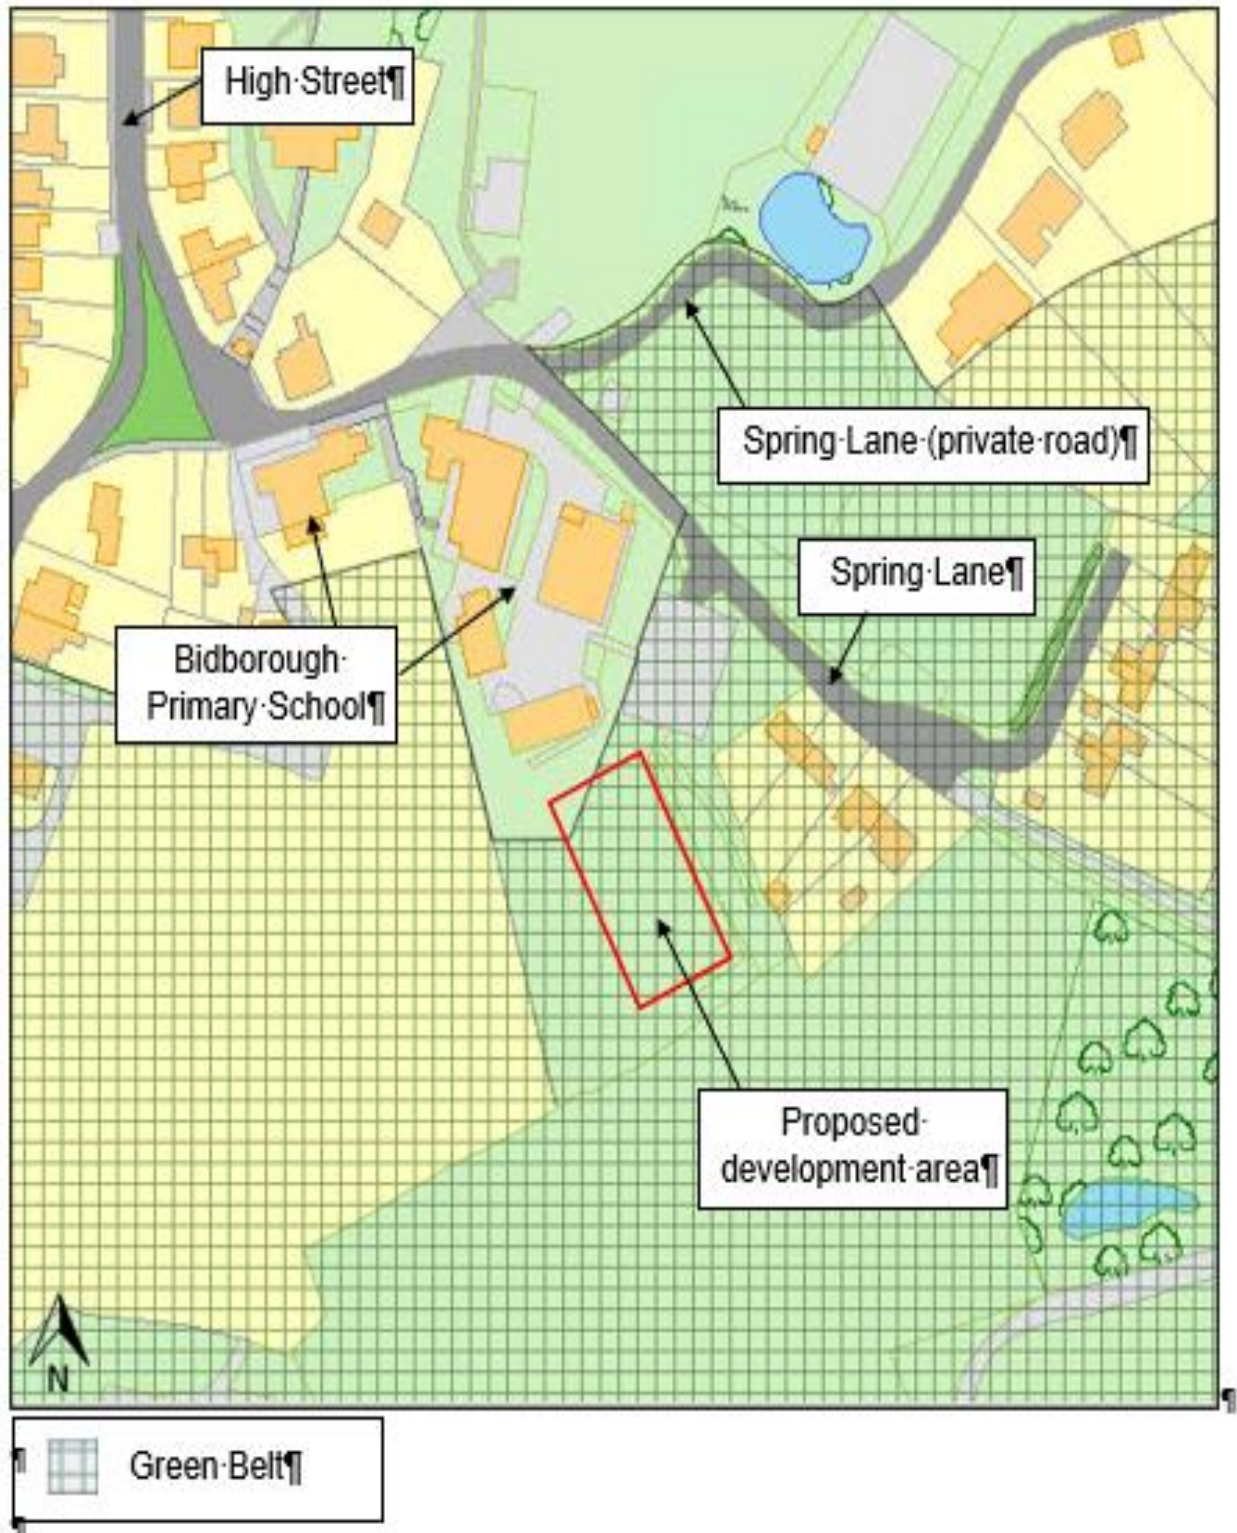 High Street¶
Spring Lane (private road)¶
Spring Lane¶
Bidborough
Primary School¶
Proposed
development area¶
N
¶
¶
Green Belt¶
¶